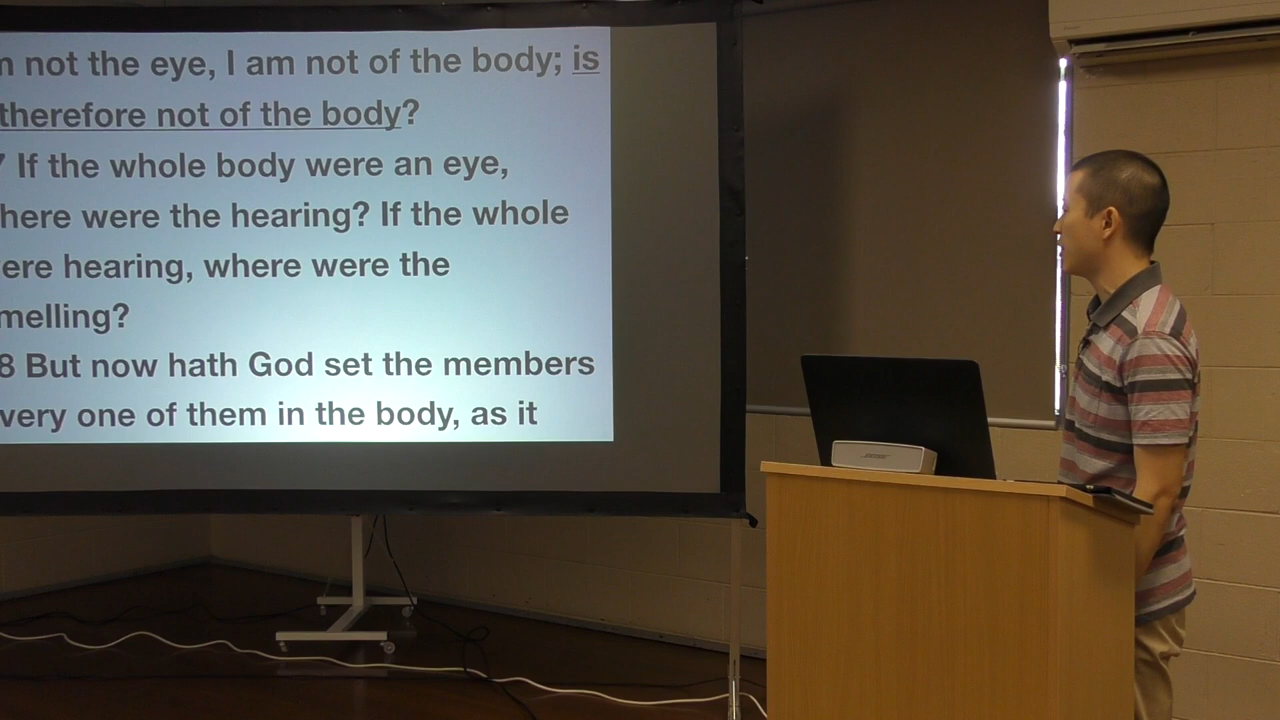 not the eye, I am not of the body; is
therefore not of the body?
If the whole body were an eye,
here were the hearing? If the whole
ere hearing, where were the
melling?
8 But now hath God set the members
very one of them in the body, as it
BOSE